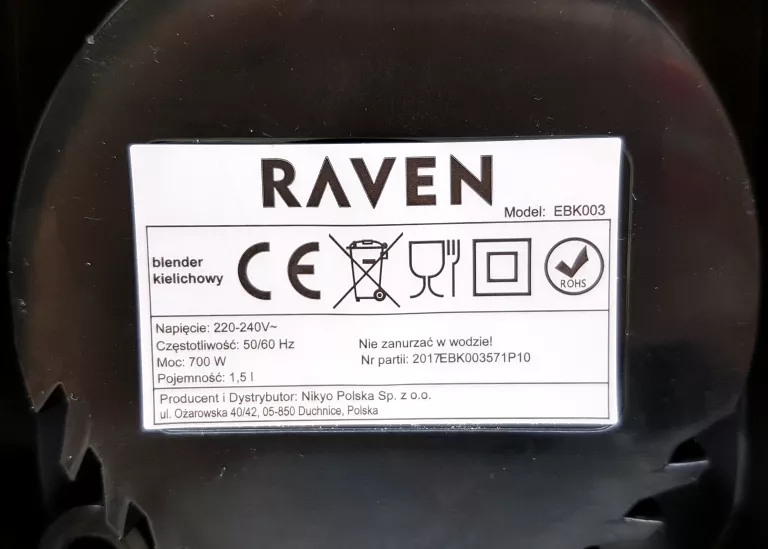 RAVEN
Model: EBK003
blender
kielichowy
CE
ROHS
Napięcie: 220-240V~
Częstotliwość: 50/60 Hz
Moc: 700 W
Pojemność: 1,5 l
Nie zanurzać w wodzie!
Nr partii: 2017EBK003571P10
Producent i Dystrybutor: Nikyo Polska Sp. z o.o.
ul. Ożarowska 40/42, 05-850 Duchnice, Polska